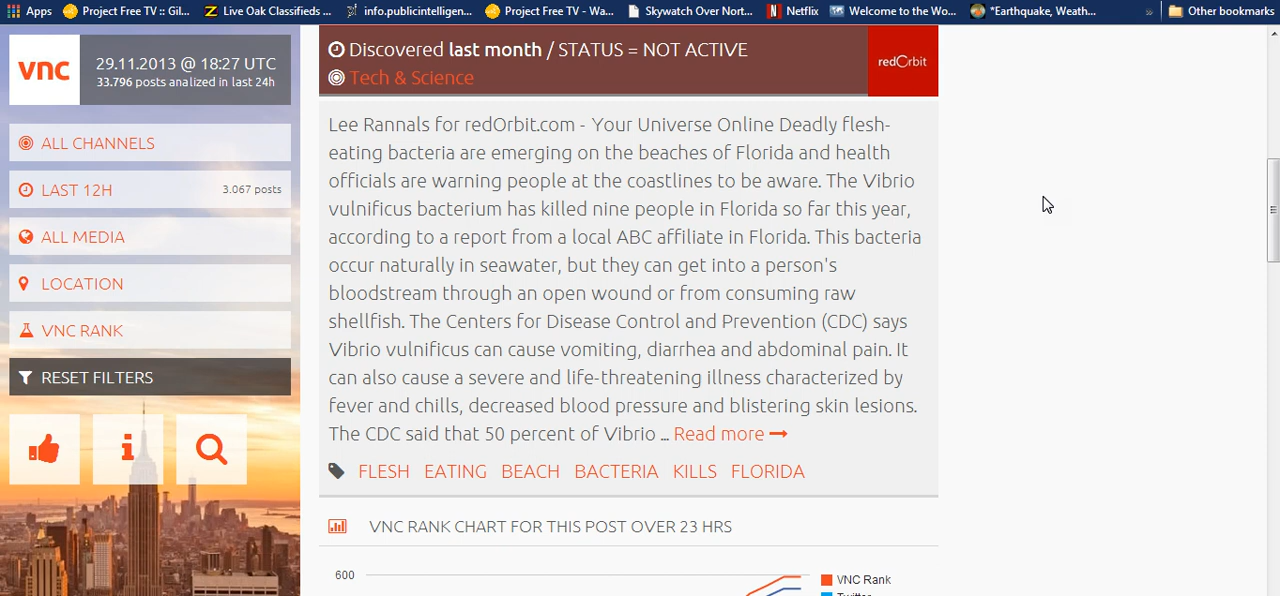 Apps Project Free TV :: Gil... Live Oak Classifieds ... info.publicintelligen... Project Free TV - Wa... Skywatch Over Nort... Netflix Welcome to the Wo... *Earthquake, Weath... » Other bookmarks
vnc
29.11.2013 @ 18:27 UTC
33.796 posts analized in last 24h
ALL CHANNELS
LAST 12H 3.067 posts
ALL MEDIA
LOCATION
VNC RANK
RESET FILTERS
Discovered last month / STATUS = NOT ACTIVE
Tech & Science
redOrbit
Lee Rannals for redOrbit.com - Your Universe Online Deadly flesh-
eating bacteria are emerging on the beaches of Florida and health
officials are warning people at the coastlines to be aware. The Vibrio
vulnificus bacterium has killed nine people in Florida so far this year,
according to a report from a local ABC affiliate in Florida. This bacteria
occur naturally in seawater, but they can get into a person's
bloodstream through an open wound or from consuming raw
shellfish. The Centers for Disease Control and Prevention (CDC) says
Vibrio vulnificus can cause vomiting, diarrhea and abdominal pain. It
can also cause a severe and life-threatening illness characterized by
fever and chills, decreased blood pressure and blistering skin lesions.
The CDC said that 50 percent of Vibrio ... Read more
FLESH EATING BEACH BACTERIA KILLS FLORIDA
VNC RANK CHART FOR THIS POST OVER 23 HRS
600
VNC Rank
Twitter